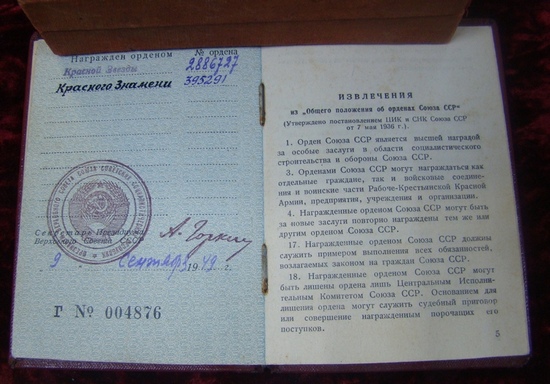 Награжден орденом № ордена
Красной Звезды 2886727
Красного Знамени 395291
Секретарь Президиума
Верховного Совета СССР
А. Горкин
9 Сентября 1949 г.
Г № 004876
ИЗВЛЕЧЕНИЯ
из „Общего положения об орденах Союза ССР“
(Утверждено постановлением ЦИК и СНК Союза ССР
от 7 мая 1936 г.)
1. Орден Союза ССР является высшей наградой
за особые заслуги в области социалистического
строительства и обороны Союза ССР.
3. Орденами Союза ССР могут награждаться как
отдельные граждане, так и войсковые соедине-
ния и воинские части Рабоче-Крестьянской Красной
Армии, предприятия, учреждения и организации.
4. Награжденные орденом Союза ССР могут быть
за новые заслуги повторно награждены тем же или
другим орденом Союза ССР.
17. Награжденные орденом Союза ССР должны
служить примером выполнения всех обязанностей,
возлагаемых законом на граждан Союза ССР.
18. Награжденные орденом Союза ССР могут
быть лишены ордена лишь Центральным Исполни-
тельным Комитетом Союза ССР. Основанием для
лишения ордена могут служить судебный приговор
или совершение награжденным порочащих его
поступков.
5